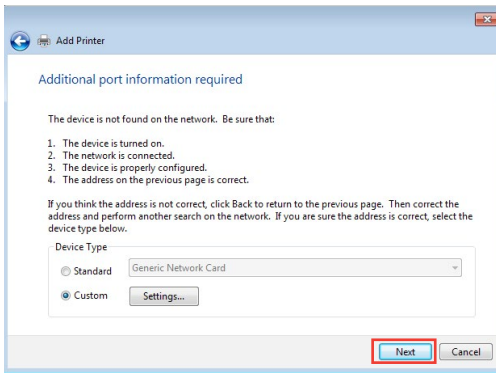 Add Printer
Additional port information required
The device is not found on the network. Be sure that:
1. The device is turned on.
2. The network is connected.
3. The device is properly configured.
4. The address on the previous page is correct.
If you think the address is not correct, click Back to return to the previous page. Then correct the
address and perform another search on the network. If you are sure the address is correct, select the
device type below.
Device Type
Standard Generic Network Card
Custom Settings...
Next Cancel